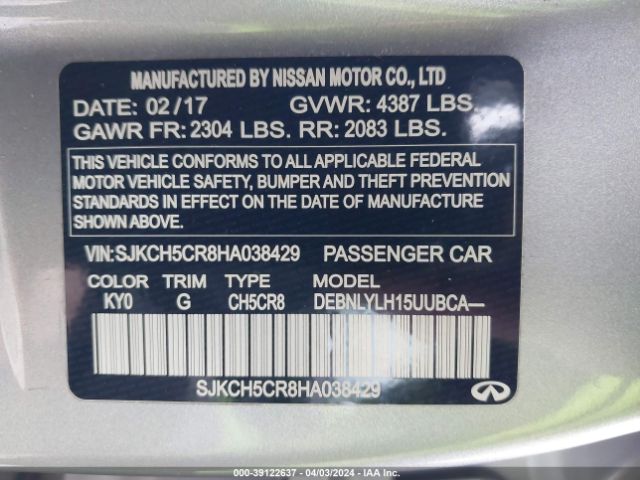 MANUFACTURED BY NISSAN MOTOR CO., LTD
DATE: 02/17 GVWR: 4387 LBS.
GAWR FR: 2304 LBS. RR: 2083 LBS.
THIS VEHICLE CONFORMS TO ALL APPLICABLE FEDERAL
MOTOR VEHICLE SAFETY, BUMPER AND THEFT PREVENTION
STANDARDS IN EFFECT ON THE DATE OF MANUFACTURE
SHOWN ABOVE.
VIN:SJKCH5CR8HA038429 PASSENGER CAR
COLOR TRIM TYPE MODEL
KY0 G CH5CR8 DEBNLYLH15UUBCA—
SJKCH5CR8HA038429
000-39122637 - 04/03/2024 - IAA Inc.